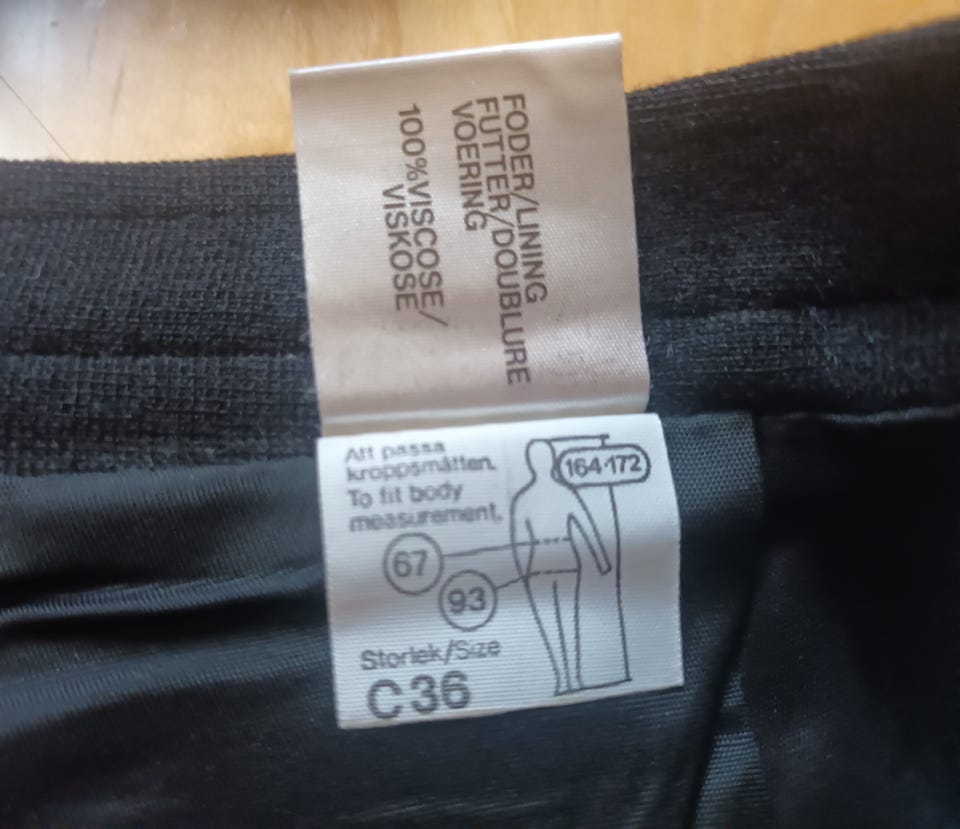 FODER/LINING
FUTTER/DOUBLURE
VOERING
100%VISCOSE/
VISKOSE
Att passa
kroppsmåtten.
To fit body
measurement.
164-172
67
93
Storlek/Size
C36